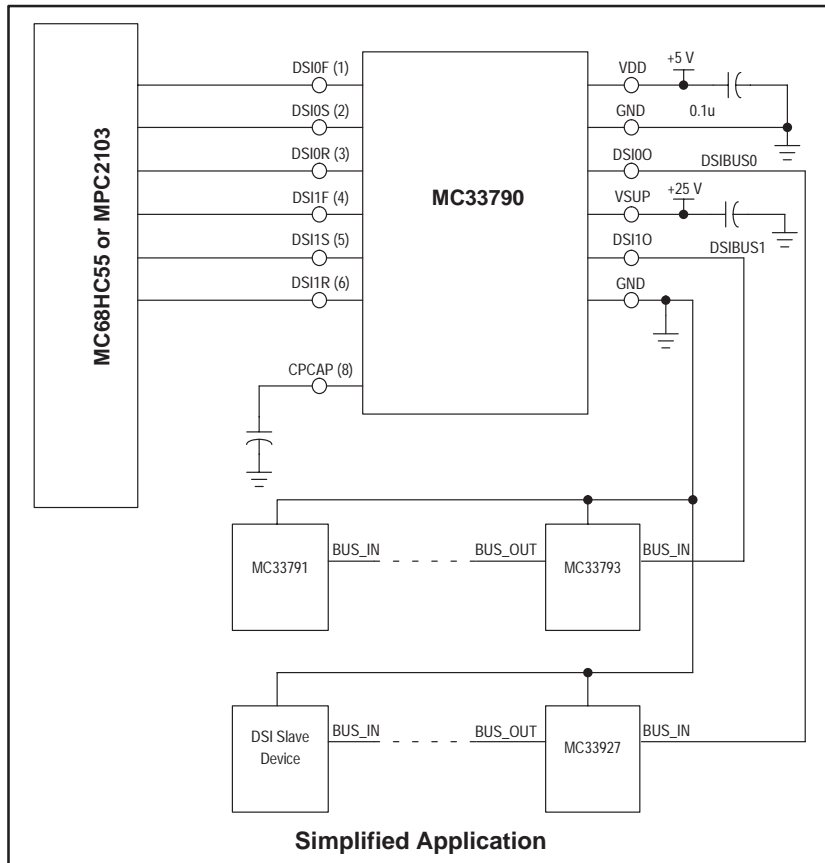 MC68HC55 or MPC2103
DSI0F (1)
DSI0S (2)
DSI0R (3)
DSI1F (4)
DSI1S (5)
DSI1R (6)
CPCAP (8)
MC33790
VDD
+5 V
0.1u
GND
DSI0O
DSIBUS0
VSUP
+25 V
DSI1O
DSIBUS1
GND
MC33791
BUS_IN
BUS_OUT
MC33793
BUS_IN
DSI Slave
Device
BUS_IN
BUS_OUT
MC33927
BUS_IN
Simplified Application